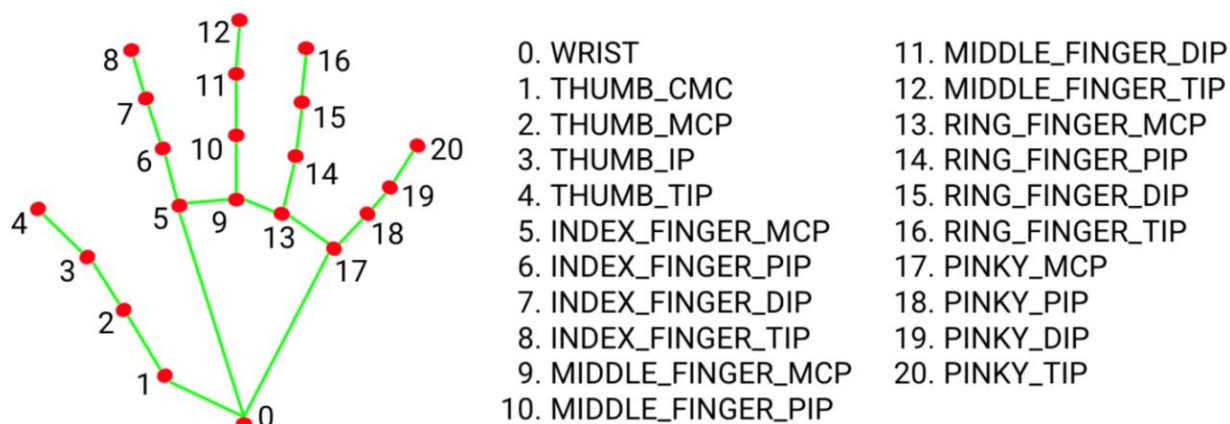 12
8
16
11
7
15
10
6
20
14
19
4
5
9
13
18
3
17
2
1
0
0. WRIST
1. THUMB_CMC
2. THUMB_MCP
3. THUMB_IP
4. THUMB_TIP
5. INDEX_FINGER_MCP
6. INDEX_FINGER_PIP
7. INDEX_FINGER_DIP
8. INDEX_FINGER_TIP
9. MIDDLE_FINGER_MCP
10. MIDDLE_FINGER_PIP
11. MIDDLE_FINGER_DIP
12. MIDDLE_FINGER_TIP
13. RING_FINGER_MCP
14. RING_FINGER_PIP
15. RING_FINGER_DIP
16. RING_FINGER_TIP
17. PINKY_MCP
18. PINKY_PIP
19. PINKY_DIP
20. PINKY_TIP